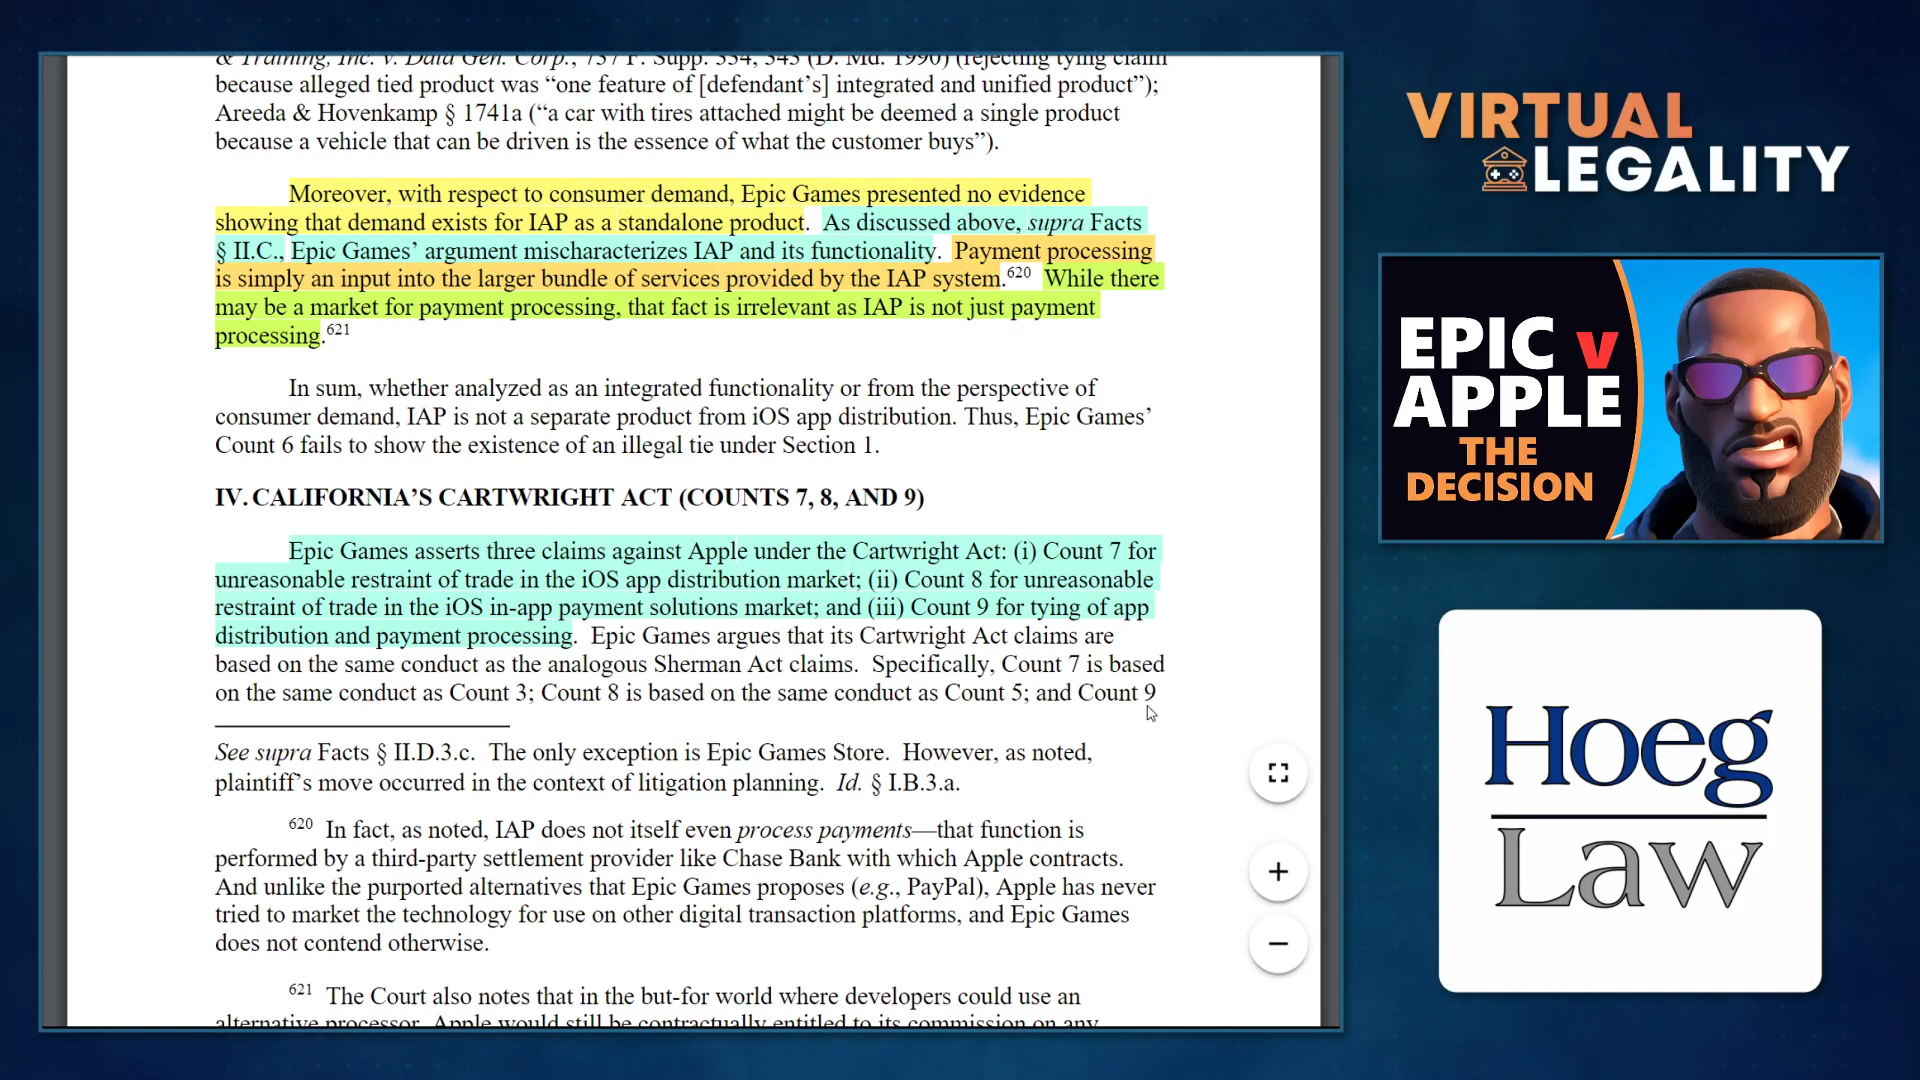 & Training, Inc. v. Data Gen. Corp., 737 F. Supp. 334, 343 (D. Md. 1990) (rejecting tying claim
because alleged tied product was “one feature of [defendant’s] integrated and unified product”);
Areeda & Hovenkamp § 1741a (“a car with tires attached might be deemed a single product
because a vehicle that can be driven is the essence of what the customer buys”).
Moreover, with respect to consumer demand, Epic Games presented no evidence
showing that demand exists for IAP as a standalone product. As discussed above, supra Facts
§ II.C., Epic Games’ argument mischaracterizes IAP and its functionality. Payment processing
is simply an input into the larger bundle of services provided by the IAP system.620 While there
may be a market for payment processing, that fact is irrelevant as IAP is not just payment
processing.621
In sum, whether analyzed as an integrated functionality or from the perspective of
consumer demand, IAP is not a separate product from iOS app distribution. Thus, Epic Games’
Count 6 fails to show the existence of an illegal tie under Section 1.
IV. CALIFORNIA’S CARTWRIGHT ACT (COUNTS 7, 8, AND 9)
Epic Games asserts three claims against Apple under the Cartwright Act: (i) Count 7 for
unreasonable restraint of trade in the iOS app distribution market; (ii) Count 8 for unreasonable
restraint of trade in the iOS in-app payment solutions market; and (iii) Count 9 for tying of app
distribution and payment processing. Epic Games argues that its Cartwright Act claims are
based on the same conduct as the analogous Sherman Act claims. Specifically, Count 7 is based
on the same conduct as Count 3; Count 8 is based on the same conduct as Count 5; and Count 9
See supra Facts § II.D.3.c. The only exception is Epic Games Store. However, as noted,
plaintiff’s move occurred in the context of litigation planning. Id. § I.B.3.a.
620 In fact, as noted, IAP does not itself even process payments—that function is
performed by a third-party settlement provider like Chase Bank with which Apple contracts.
And unlike the purported alternatives that Epic Games proposes (e.g., PayPal), Apple has never
tried to market the technology for use on other digital transaction platforms, and Epic Games
does not contend otherwise.
621 The Court also notes that in the but-for world where developers could use an
alternative processor, Apple would still be contractually entitled to its commission on any
VIRTUAL
LEGALITY
EPIC v
APPLE
THE
DECISION
Hoeg
Law